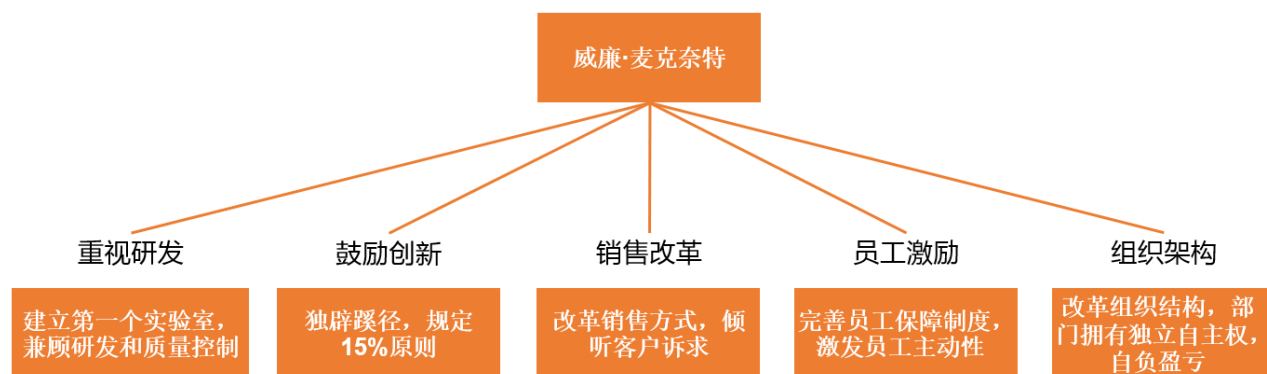 威廉·麦克奈特
重视研发
鼓励创新
销售改革
员工激励
组织架构
建立第一个实验室，
兼顾研发和质量控制
独辟蹊径，规定
15%原则
改革销售方式，倾
听客户诉求
完善员工保障制度，
激发员工主动性
改革组织结构，部
门拥有独立自主权，
自负盈亏